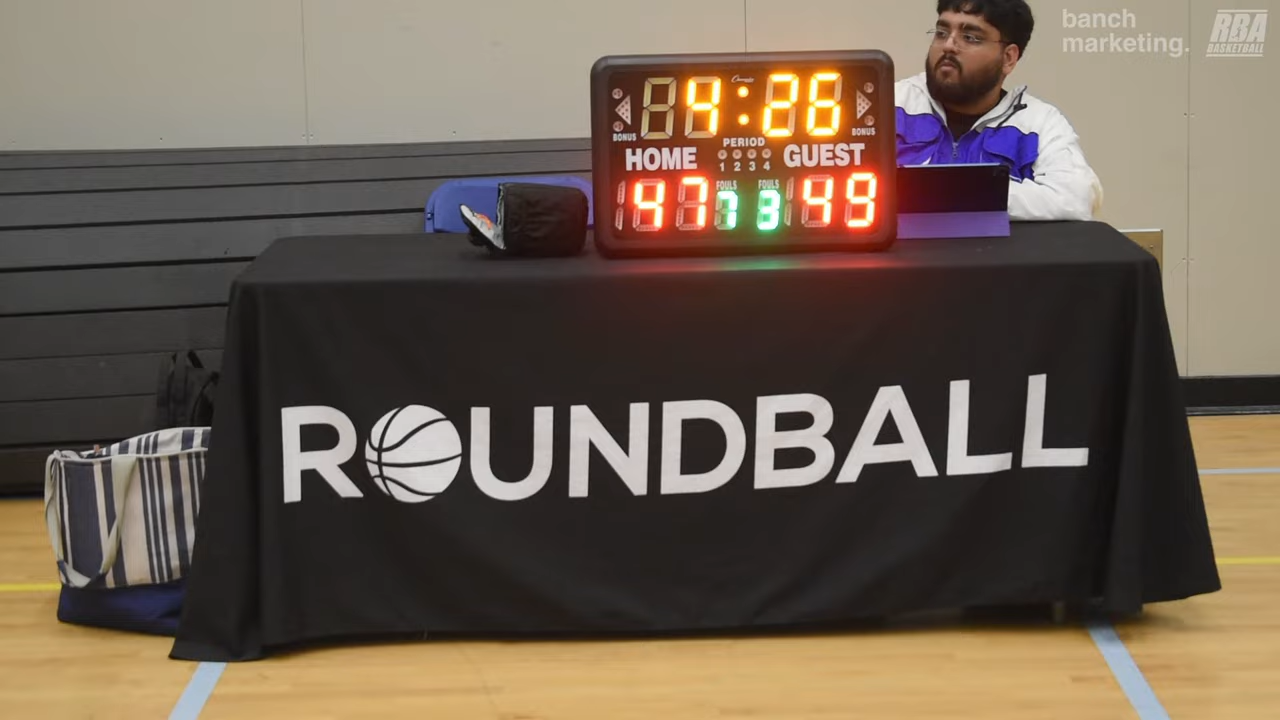 banch
marketing.
RBA
BASKETBALL
4:26
BONUS
BONUS
PERIOD
HOME
GUEST
1 2 3 4
FOULS
FOULS
47
7
3
49
ROUNDBALL